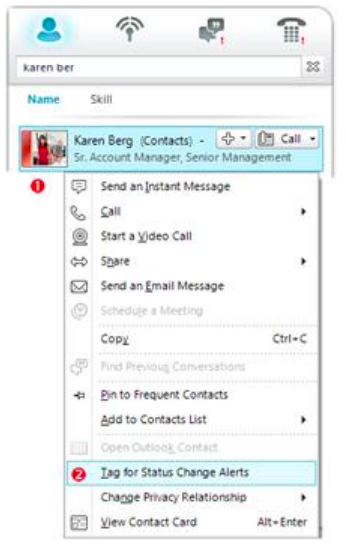 karen ber
Name Skill
Karen Berg (Contacts) - Call
Sr. Account Manager, Senior Management
1
Send an Instant Message
Call
Start a Video Call
Share
Send an Email Message
Schedule a Meeting
Copy Ctrl+C
Find Previous Conversations
Pin to Frequent Contacts
Add to Contacts List
Open Outlook Contact
2 Tag for Status Change Alerts
Change Privacy Relationship
View Contact Card Alt+Enter